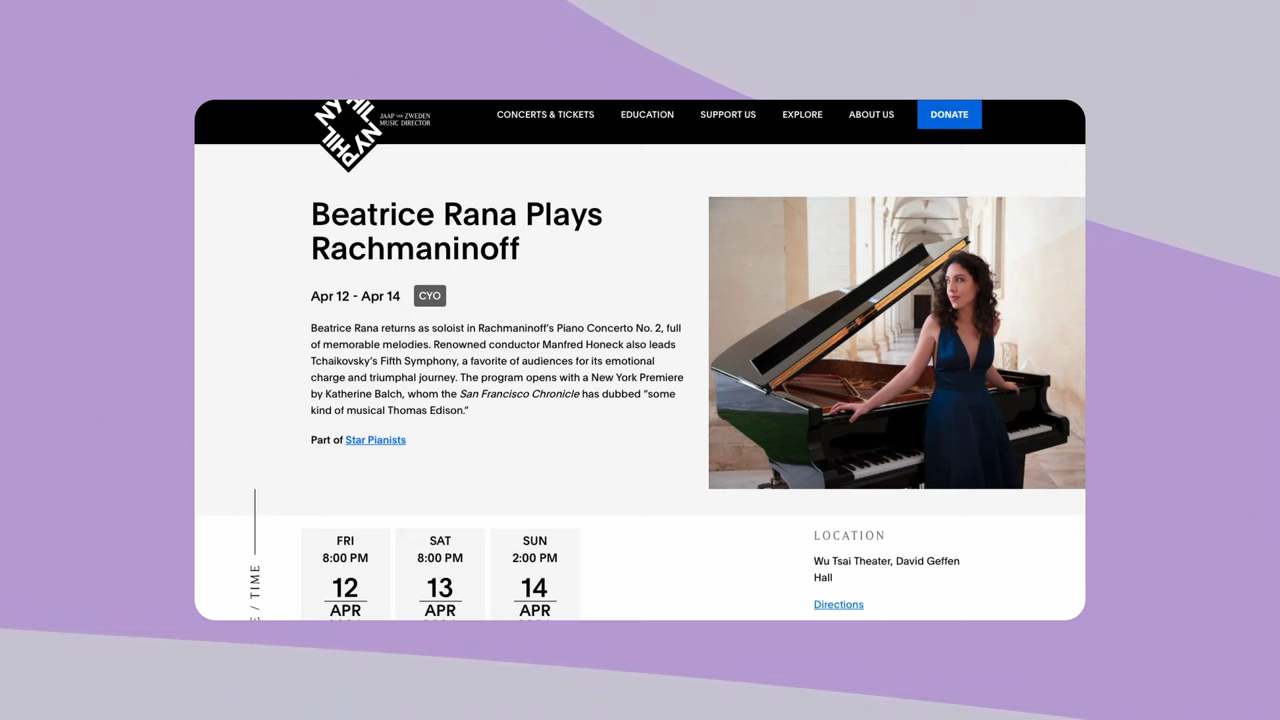 NY PHIL NY PHIL
JAAP VAN ZWEDEN
MUSIC DIRECTOR
CONCERTS & TICKETS
EDUCATION
SUPPORT US
EXPLORE
ABOUT US
DONATE
Beatrice Rana Plays
Rachmaninoff
Apr 12 - Apr 14
CYO
Beatrice Rana returns as soloist in Rachmaninoff's Piano Concerto No. 2, full
of memorable melodies. Renowned conductor Manfred Honeck also leads
Tchaikovsky's Fifth Symphony, a favorite of audiences for its emotional
charge and triumphal journey. The program opens with a New York Premiere
by Katherine Balch, whom the San Francisco Chronicle has dubbed “some
kind of musical Thomas Edison.”
Part of Star Pianists
/ TIME
FRI
8:00 PM
12
APR
SAT
8:00 PM
13
APR
SUN
2:00 PM
14
APR
LOCATION
Wu Tsai Theater, David Geffen
Hall
Directions